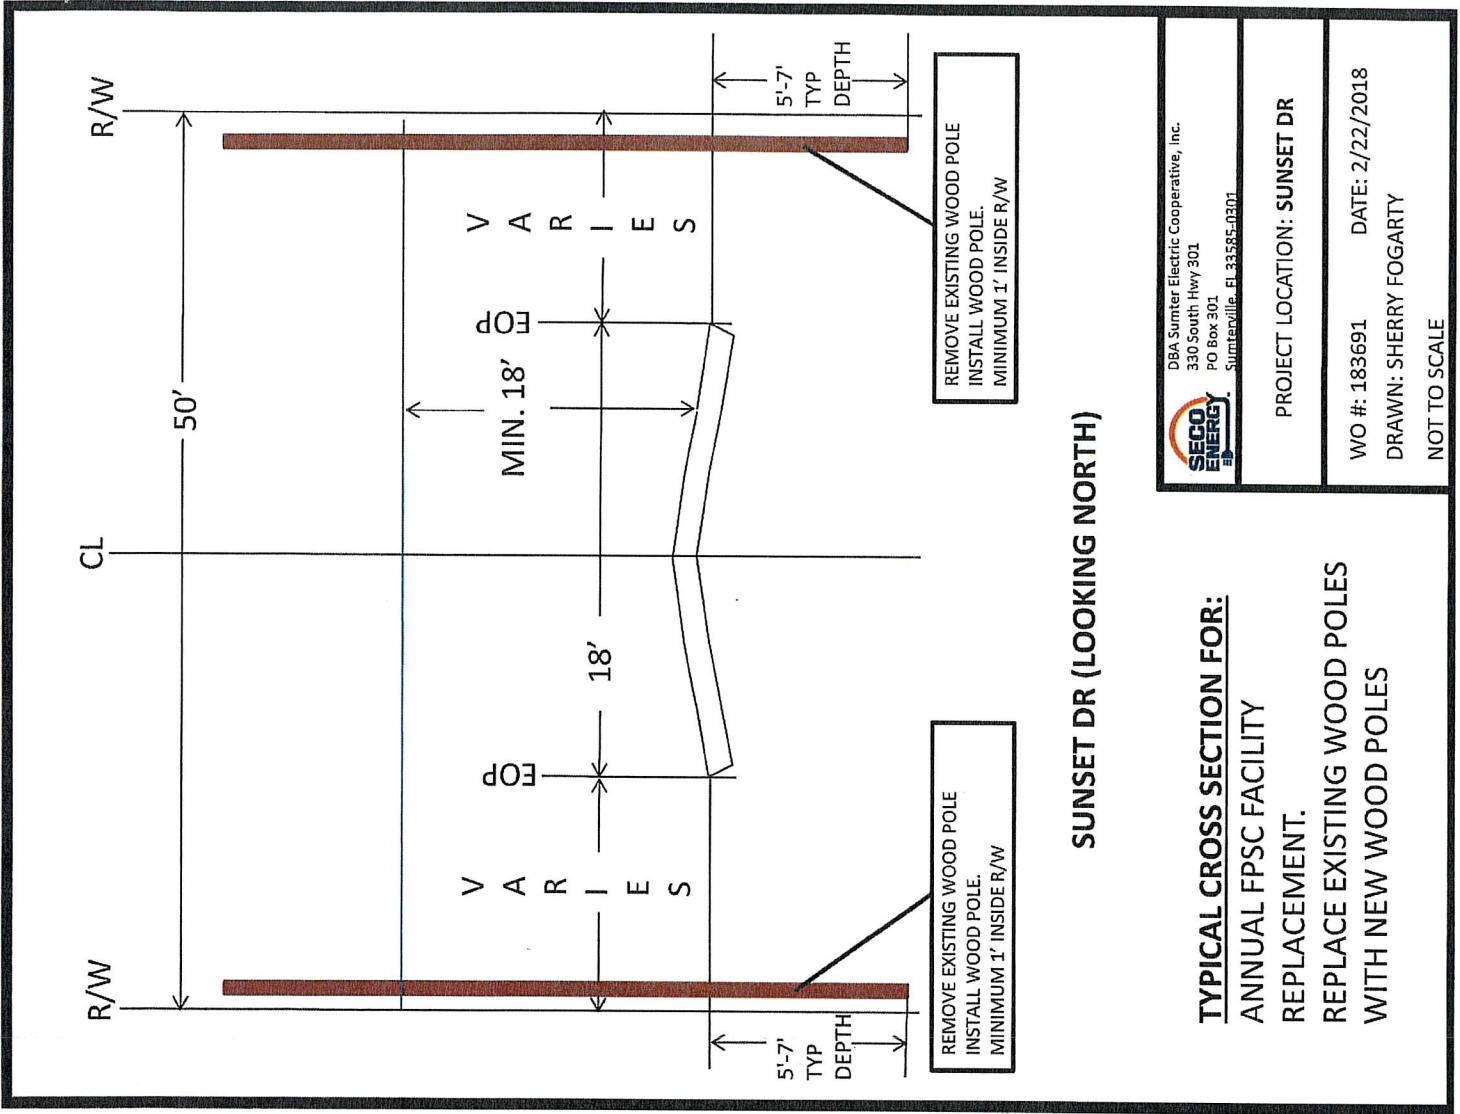 R/W
CL
R/W
50'
V
A
R
I
E
S
EOP
18'
MIN. 18'
EOP
V
A
R
I
E
S
5'-7'
TYP
DEPTH
5'-7'
TYP
DEPTH
REMOVE EXISTING WOOD POLE
INSTALL WOOD POLE.
MINIMUM 1' INSIDE R/W
REMOVE EXISTING WOOD POLE
INSTALL WOOD POLE.
MINIMUM 1' INSIDE R/W
SUNSET DR (LOOKING NORTH)
TYPICAL CROSS SECTION FOR:
ANNUAL FPSC FACILITY
REPLACEMENT.
REPLACE EXISTING WOOD POLES
WITH NEW WOOD POLES
SECO
ENERGY.
DBA Sumter Electric Cooperative, Inc.
330 South Hwy 301
PO Box 301
Sumterville, FL 33585-0301
PROJECT LOCATION: SUNSET DR
WO #: 183691 DATE: 2/22/2018
DRAWN: SHERRY FOGARTY
NOT TO SCALE